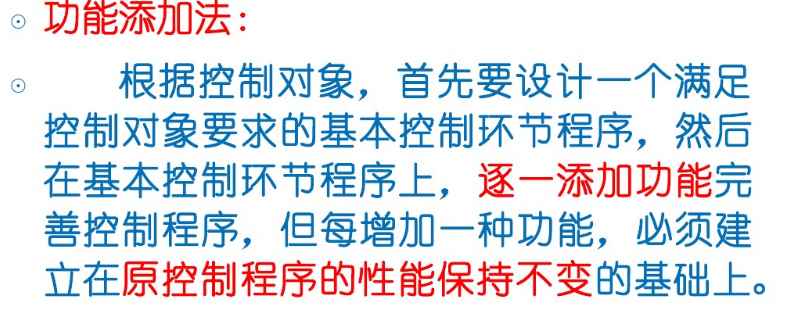 功能添加法：
根据控制对象，首先要设计一个满足
控制对象要求的基本控制环节程序，然后
在基本控制环节程序上，逐一添加功能完
善控制程序，但每增加一种功能，必须建
立在原控制程序的性能保持不变的基础上。